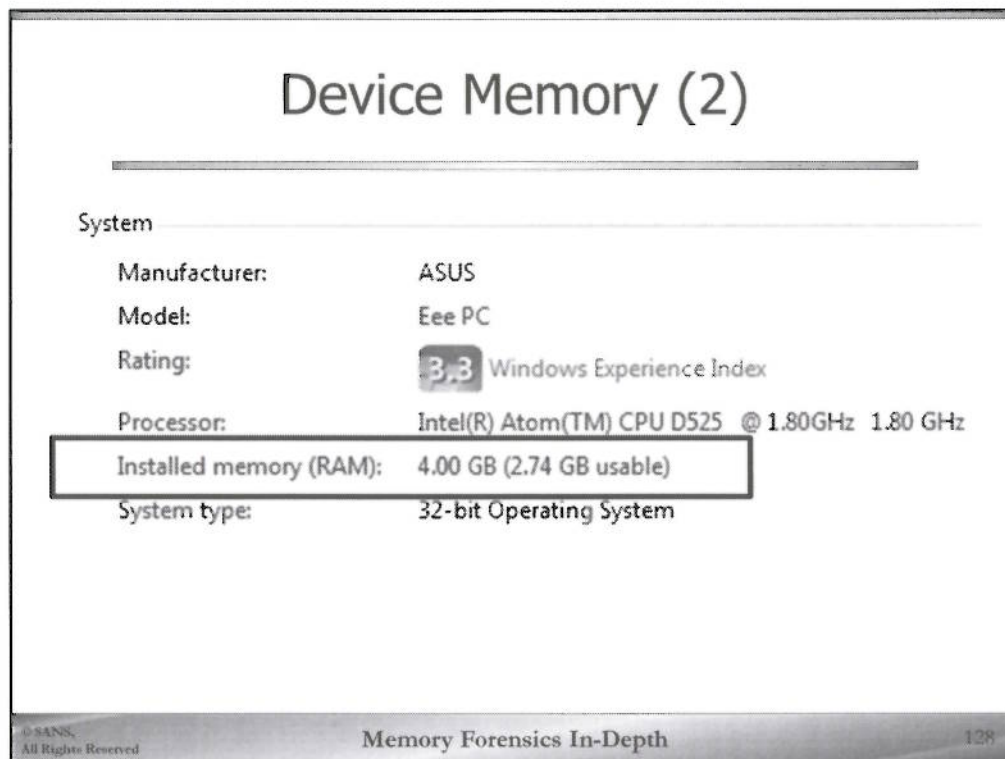 Device Memory (2)
System
Manufacturer: ASUS
Model: Eee PC
Rating: 3.3 Windows Experience Index
Processor: Intel(R) Atom(TM) CPU D525 @ 1.80GHz 1.80 GHz
Installed memory (RAM): 4.00 GB (2.74 GB usable)
System type: 32-bit Operating System
© SANS,
All Rights Reserved
Memory Forensics In-Depth
128